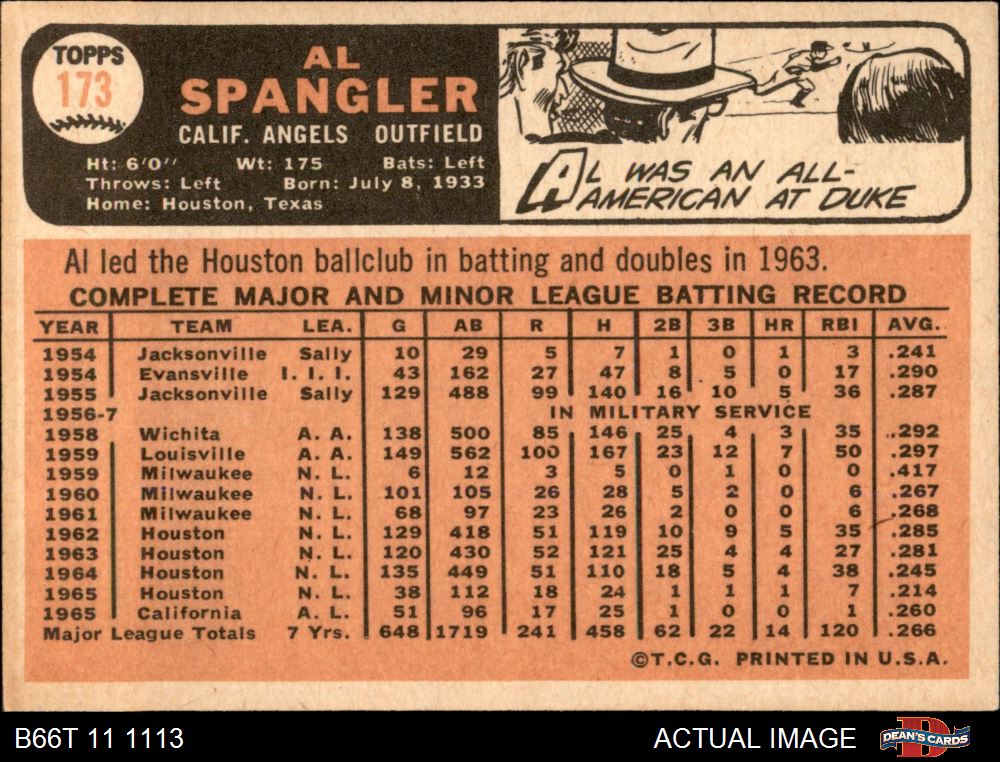 TOPPS
173
AL
SPANGLER
CALIF. ANGELS OUTFIELD
Ht: 6'0" Wt: 175 Bats: Left
Throws: Left Born: July 8, 1933
Home: Houston, Texas
AL WAS AN ALL-
AMERICAN AT DUKE
Al led the Houston ballclub in batting and doubles in 1963.
COMPLETE MAJOR AND MINOR LEAGUE BATTING RECORD
YEAR TEAM LEA. G AB R H 2B 3B HR RBI AVG.
1954 Jacksonville Sally 10 29 5 7 1 0 1 3 .241
1954 Evansville I. I. I. 43 162 27 47 8 5 0 17 .290
1955 Jacksonville Sally 129 488 99 140 16 10 5 36 .287
1956-7 IN MILITARY SERVICE
1958 Wichita A. A. 138 500 85 146 25 4 3 35 .292
1959 Louisville A. A. 149 562 100 167 23 12 7 50 .297
1959 Milwaukee N. L. 6 12 3 5 0 1 0 0 .417
1960 Milwaukee N. L. 101 105 26 28 5 2 0 6 .267
1961 Milwaukee N. L. 68 97 23 26 2 0 0 6 .268
1962 Houston N. L. 129 418 51 119 10 9 5 35 .285
1963 Houston N. L. 120 430 52 121 25 4 4 27 .281
1964 Houston N. L. 135 449 51 110 18 5 4 38 .245
1965 Houston N. L. 38 112 18 24 1 1 1 7 .214
1965 California A. L. 51 96 17 25 1 0 0 1 .260
Major League Totals 7 Yrs. 648 1719 241 458 62 22 14 120 .266
©T.C.G. PRINTED IN U.S.A.
B66T 11 1113 ACTUAL IMAGE
D
DEAN'S CARDS